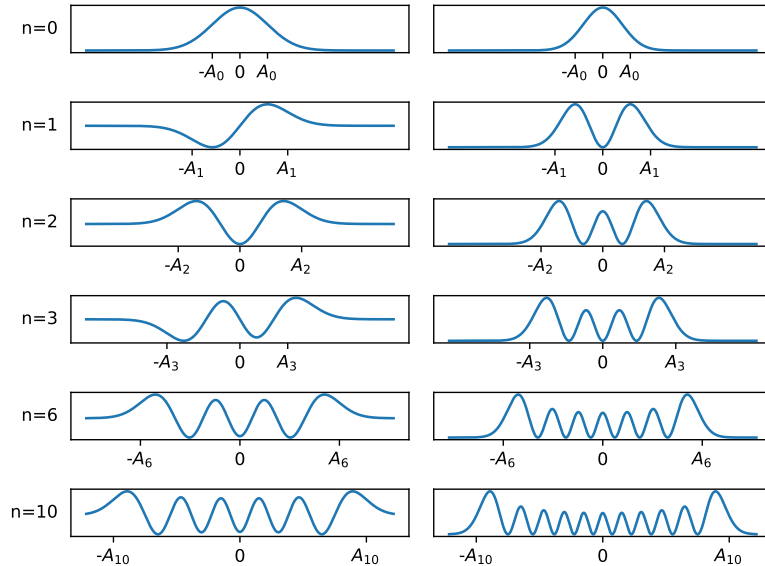 n=0
-A0 0 A0 -A0 0 A0
n=1
-A1 0 A1 -A1 0 A1
n=2
-A2 0 A2 -A2 0 A2
n=3
-A3 0 A3 -A3 0 A3
n=6
-A6 0 A6 -A6 0 A6
n=10
-A10 0 A10 -A10 0 A10